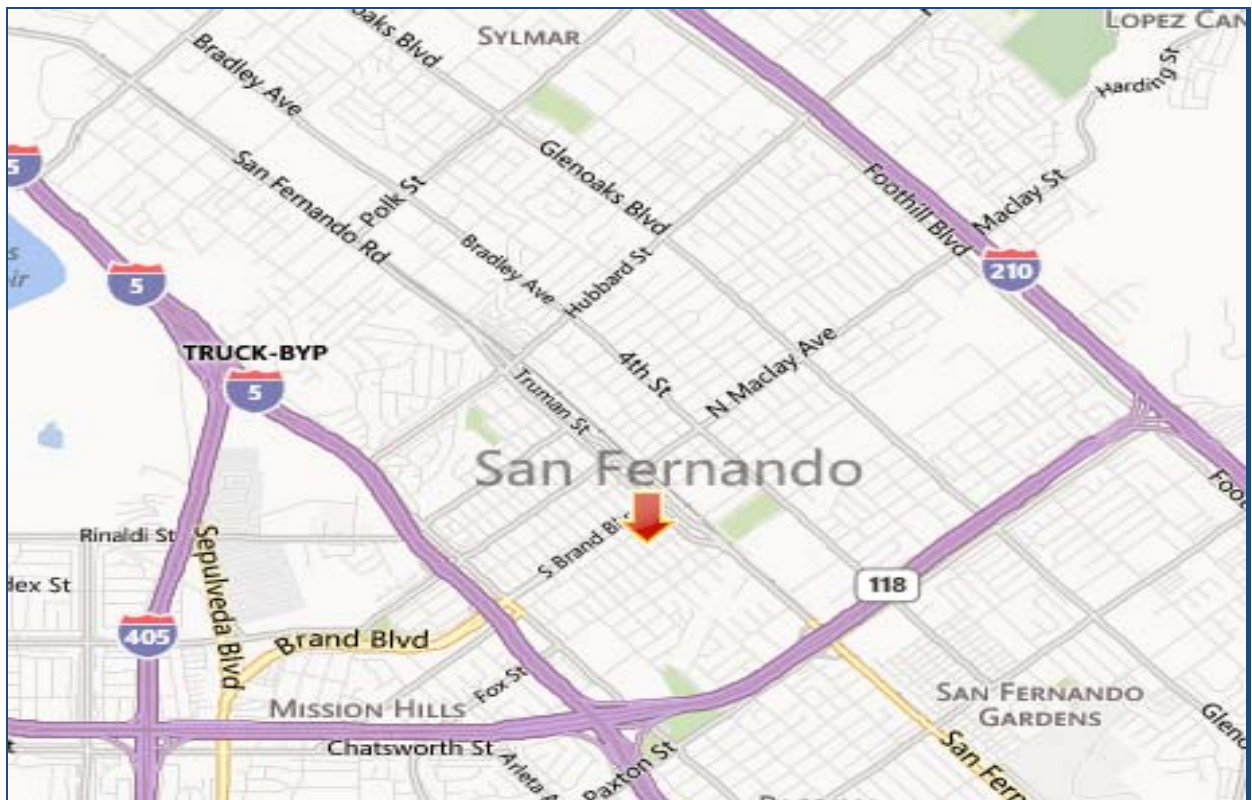 LOPEZ CAN
SYLMAR
oaks Blvd
Bradley Ave
Harding St
5
San Fernando Rd
Polk St
Glenoaks Blvd
Foothill Blvd
Maclay St
s
ir
5
Bradley Ave
Hubbard St
210
TRUCK-BYP
5
Truman St
4th St
N Maclay Ave
San Fernando
Foot
Rinaldi St
Sepulveda Blvd
S Brand Blv
dex St
118
405
Brand Blvd
Fox St
MISSION HILLS
SAN FERNANDO
GARDENS
Gleno
Chatsworth St
t
Arleta A
Paxton St
San Fern